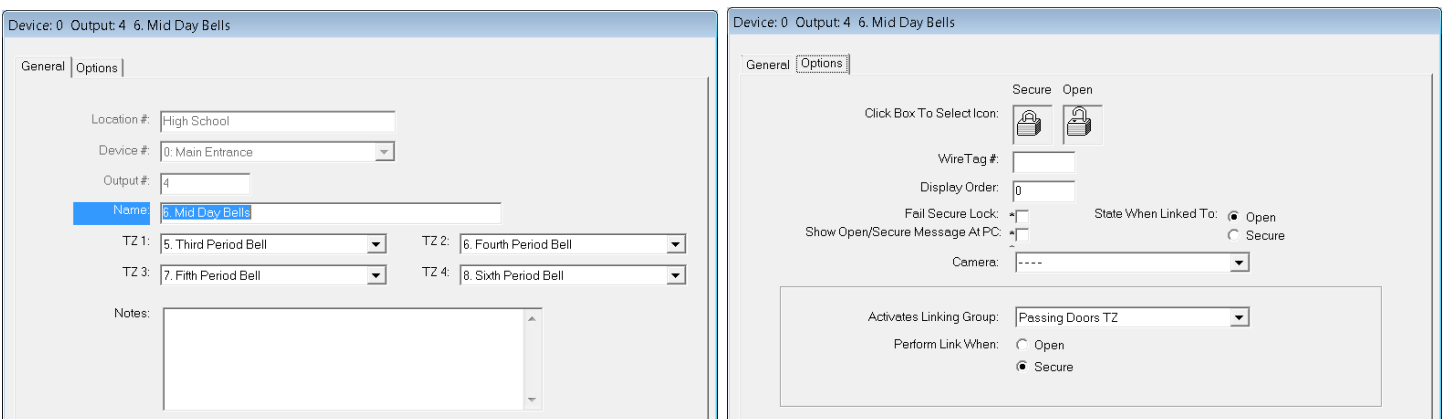 Device: 0 Output: 4 6. Mid Day Bells
General Options
Location #: High School
Device #: 0: Main Entrance
Output #: 4
Name: 6. Mid Day Bells
TZ 1: 5. Third Period Bell TZ 2: 6. Fourth Period Bell
TZ 3: 7. Fifth Period Bell TZ 4: 8. Sixth Period Bell
Notes:
Device: 0 Output: 4 6. Mid Day Bells
General Options
Secure Open
Click Box To Select Icon:
WireTag #:
Display Order: 0
Fail Secure Lock: * State When Linked To: Open
Show Open/Secure Message At PC: * Secure
Camera: ----
Activates Linking Group: Passing Doors TZ
Perform Link When: Open
Secure